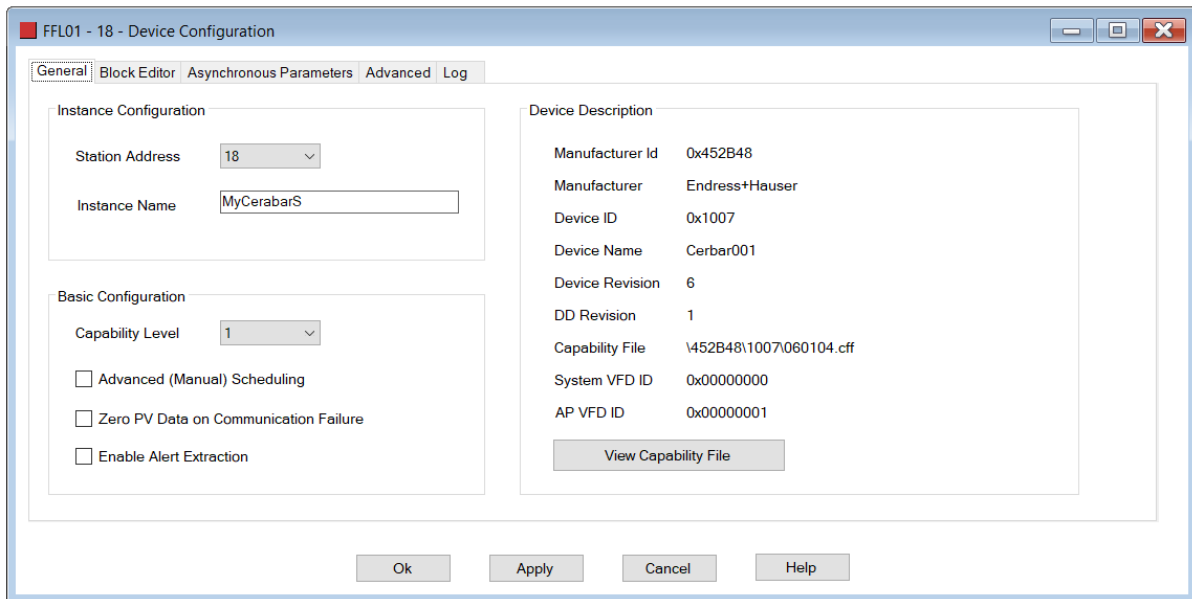 FFL01 - 18 - Device Configuration
General Block Editor Asynchronous Parameters Advanced Log
Instance Configuration
Station Address 18
Instance Name MyCerabarS
Basic Configuration
Capability Level 1
Advanced (Manual) Scheduling
Zero PV Data on Communication Failure
Enable Alert Extraction
Device Description
Manufacturer Id 0x452B48
Manufacturer Endress+Hauser
Device ID 0x1007
Device Name Cerbar001
Device Revision 6
DD Revision 1
Capability File \452B48\1007\060104.cff
System VFD ID 0x00000000
AP VFD ID 0x00000001
View Capability File
Ok Apply Cancel Help